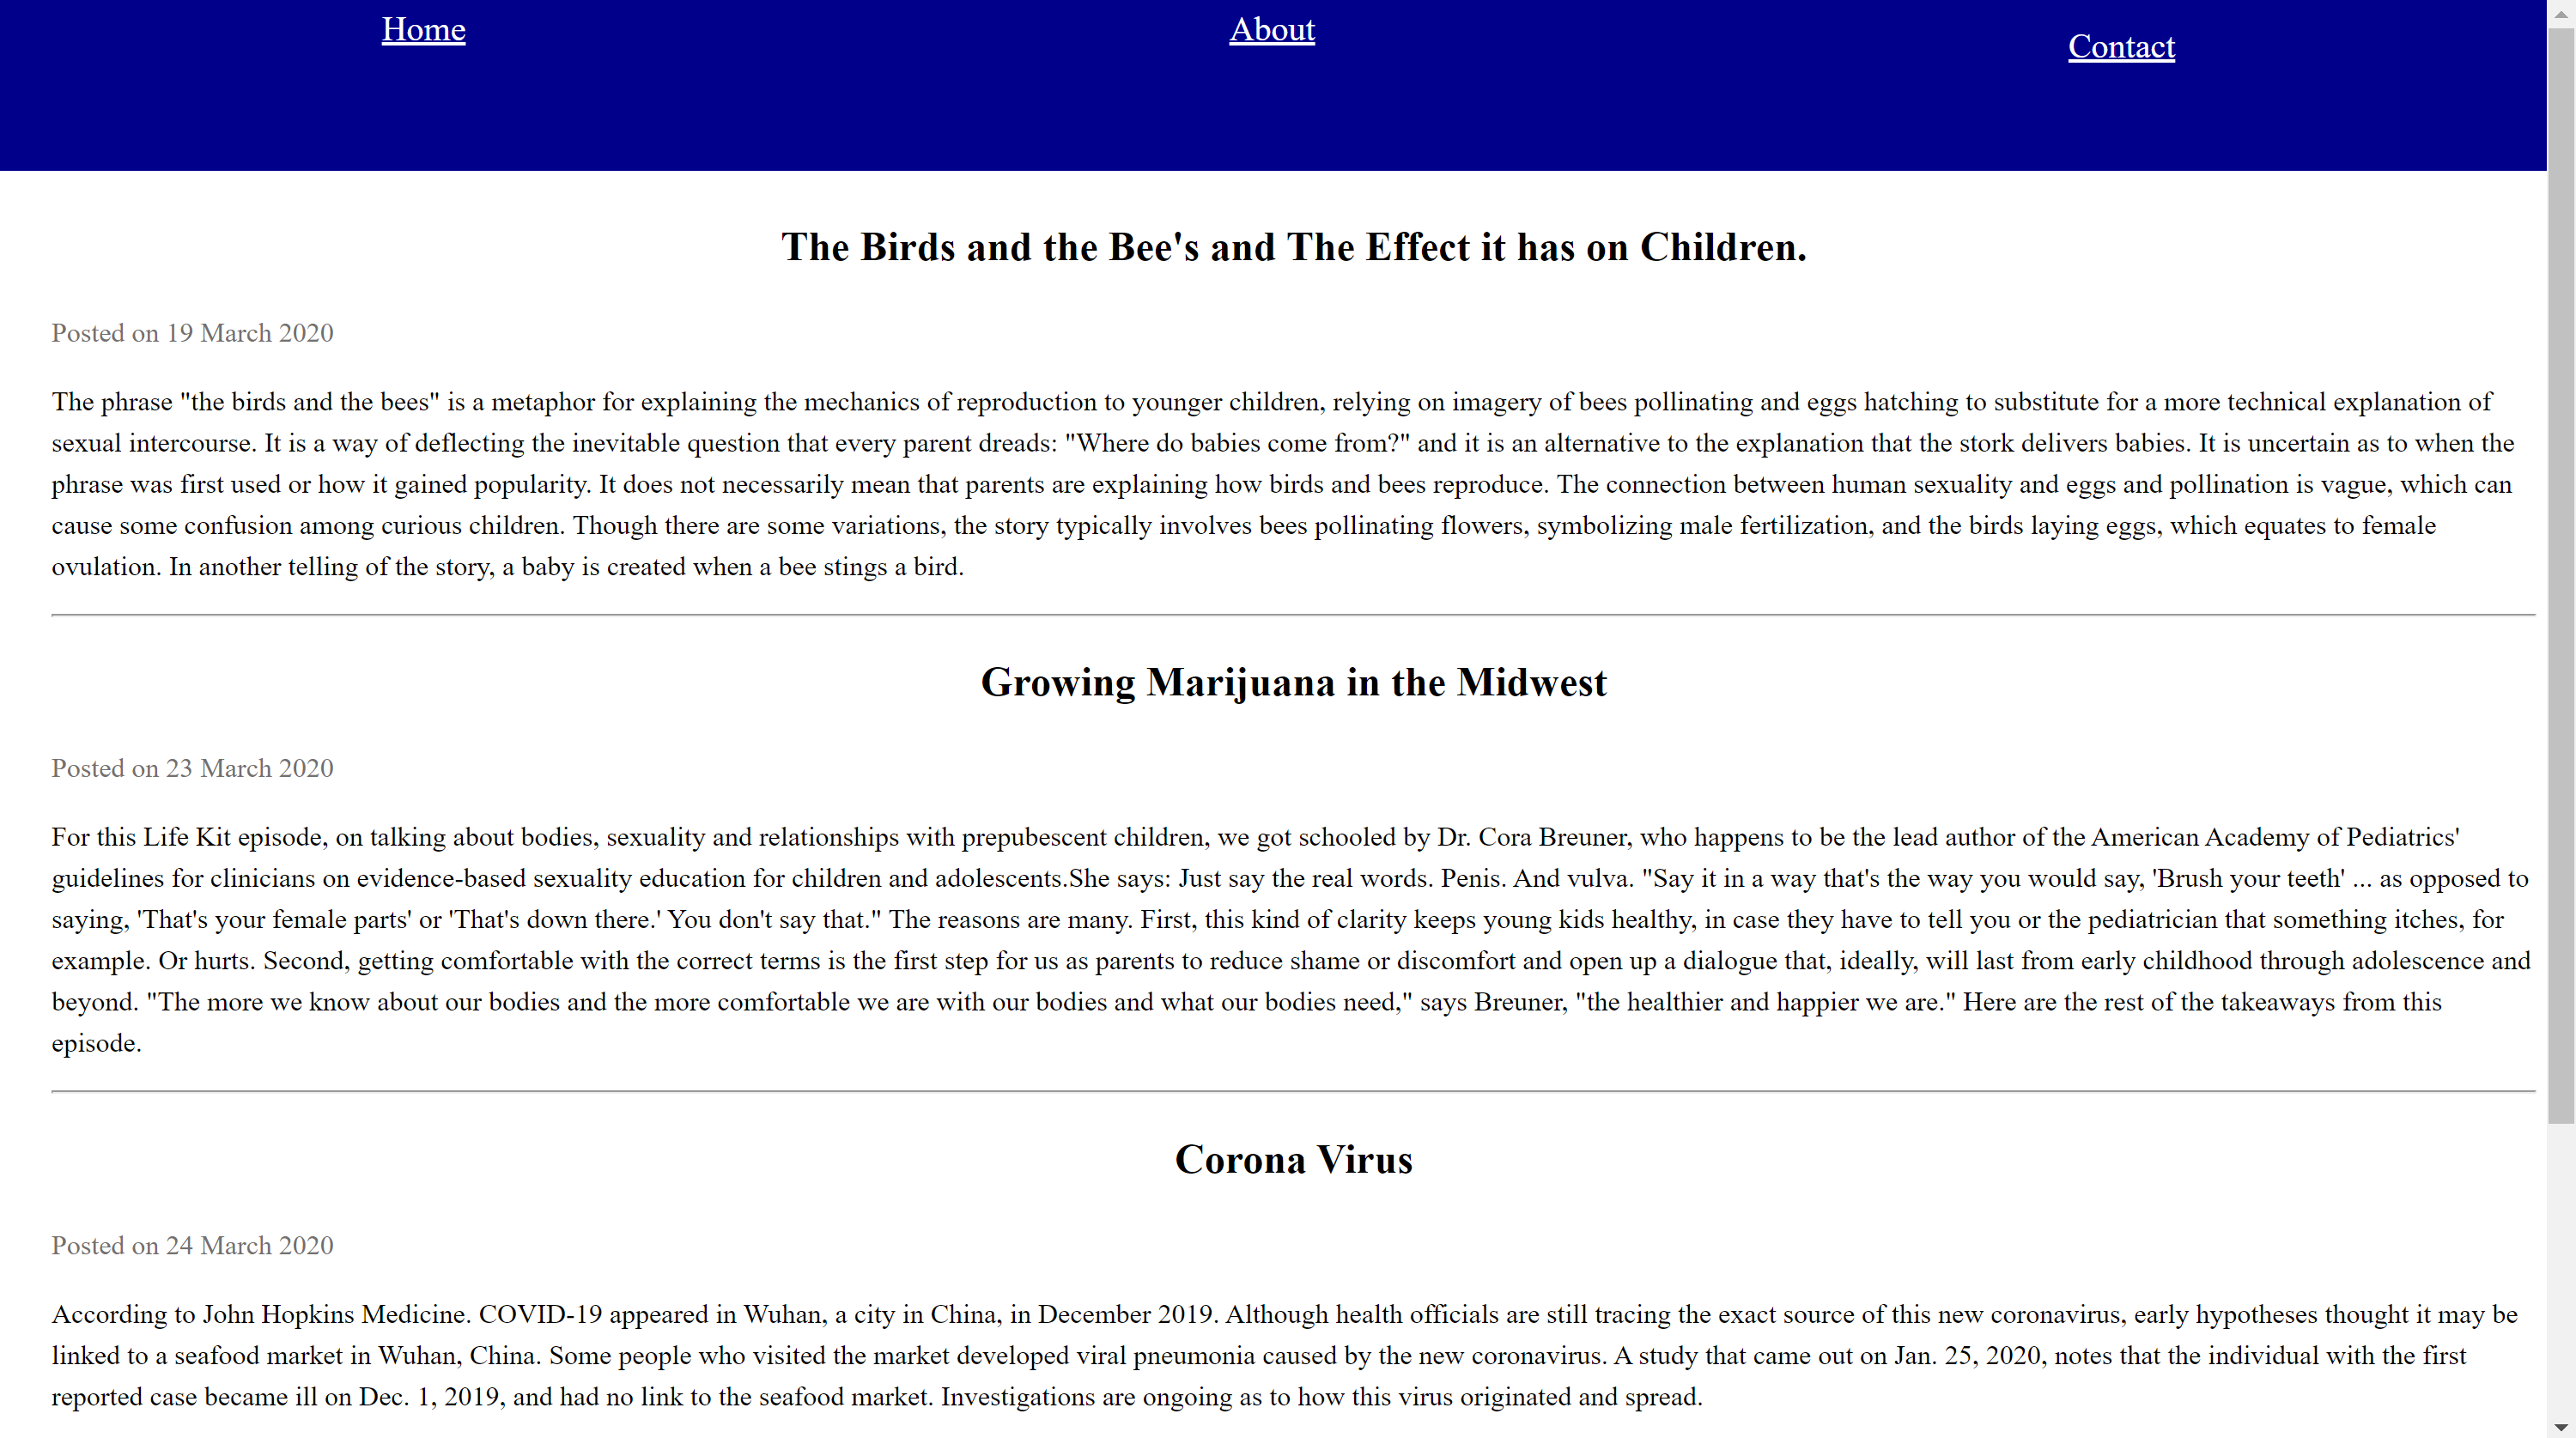 Home About Contact
The Birds and the Bee's and The Effect it has on Children.
Posted on 19 March 2020
The phrase "the birds and the bees" is a metaphor for explaining the mechanics of reproduction to younger children, relying on imagery of bees pollinating and eggs hatching to substitute for a more technical explanation of
sexual intercourse. It is a way of deflecting the inevitable question that every parent dreads: "Where do babies come from?" and it is an alternative to the explanation that the stork delivers babies. It is uncertain as to when the
phrase was first used or how it gained popularity. It does not necessarily mean that parents are explaining how birds and bees reproduce. The connection between human sexuality and eggs and pollination is vague, which can
cause some confusion among curious children. Though there are some variations, the story typically involves bees pollinating flowers, symbolizing male fertilization, and the birds laying eggs, which equates to female
ovulation. In another telling of the story, a baby is created when a bee stings a bird.
Growing Marijuana in the Midwest
Posted on 23 March 2020
For this Life Kit episode, on talking about bodies, sexuality and relationships with prepubescent children, we got schooled by Dr. Cora Breuner, who happens to be the lead author of the American Academy of Pediatrics'
guidelines for clinicians on evidence-based sexuality education for children and adolescents.She says: Just say the real words. Penis. And vulva. "Say it in a way that's the way you would say, 'Brush your teeth' ... as opposed to
saying, 'That's your female parts' or 'That's down there.' You don't say that." The reasons are many. First, this kind of clarity keeps young kids healthy, in case they have to tell you or the pediatrician that something itches, for
example. Or hurts. Second, getting comfortable with the correct terms is the first step for us as parents to reduce shame or discomfort and open up a dialogue that, ideally, will last from early childhood through adolescence and
beyond. "The more we know about our bodies and the more comfortable we are with our bodies and what our bodies need," says Breuner, "the healthier and happier we are." Here are the rest of the takeaways from this
episode.
Corona Virus
Posted on 24 March 2020
According to John Hopkins Medicine. COVID-19 appeared in Wuhan, a city in China, in December 2019. Although health officials are still tracing the exact source of this new coronavirus, early hypotheses thought it may be
linked to a seafood market in Wuhan, China. Some people who visited the market developed viral pneumonia caused by the new coronavirus. A study that came out on Jan. 25, 2020, notes that the individual with the first
reported case became ill on Dec. 1, 2019, and had no link to the seafood market. Investigations are ongoing as to how this virus originated and spread.